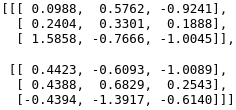 [[[ 0.0988, 0.5762, -0.9241],
[ 0.2404, 0.3301, 0.1888],
[ 1.5858, -0.7666, -1.0045]],
[[ 0.4423, -0.6093, -1.0089],
[ 0.4388, 0.6829, 0.2543],
[-0.4394, -1.3917, -0.6140]]]